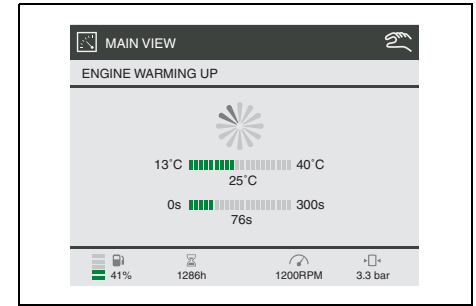 MAIN VIEW
ENGINE WARMING UP
13˚C 40˚C
25˚C
0s 300s
76s
41% 1286h 1200RPM 3.3 bar